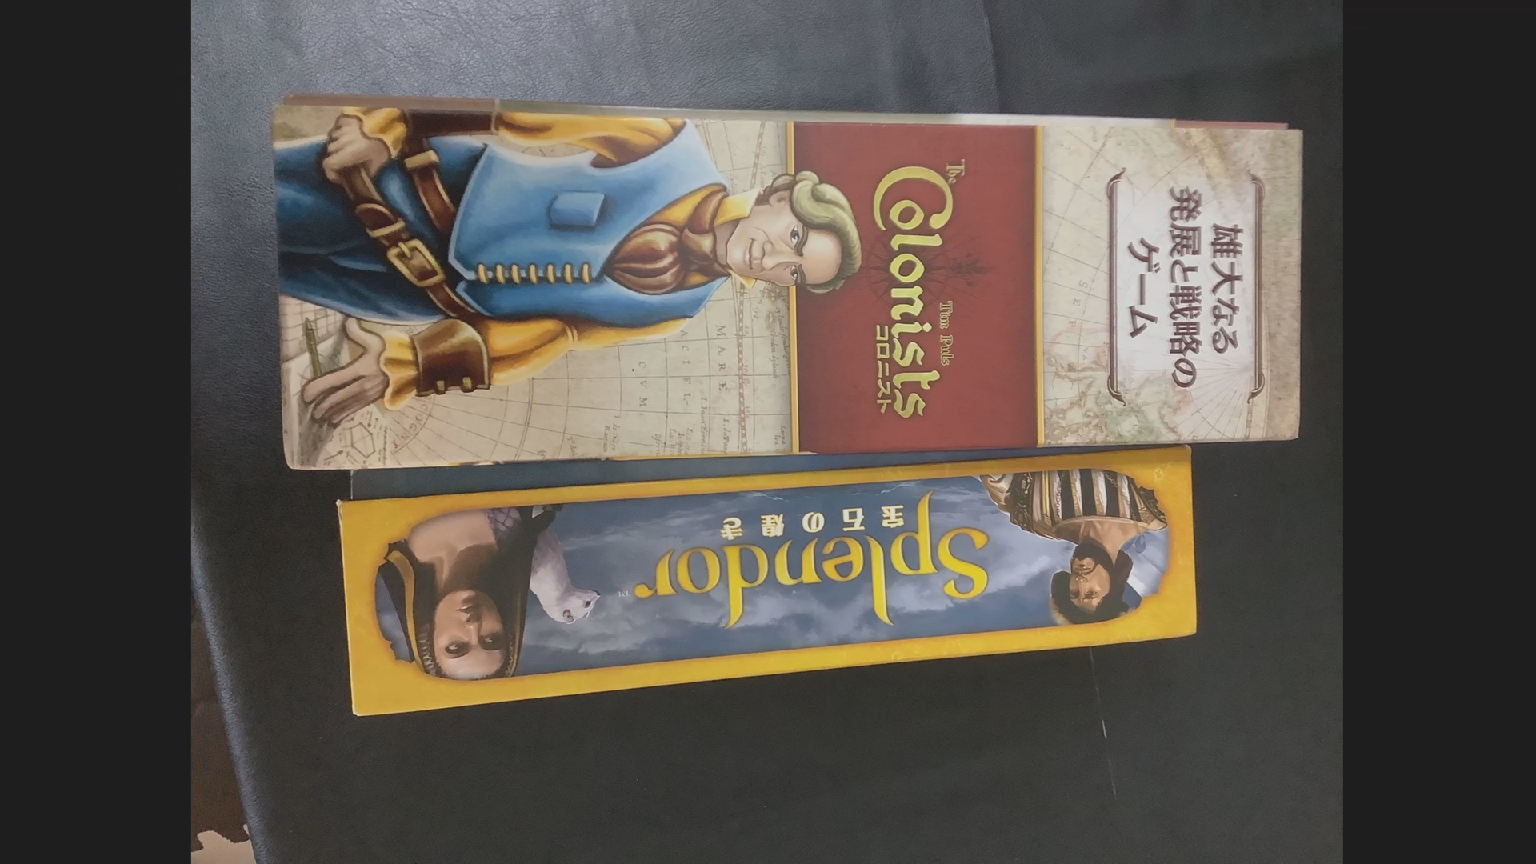 The
Colonists
Tim Puls
コロニスト
雄大なる
発展と戦略の
ゲーム
MARE
Splendor
宝石の煌き